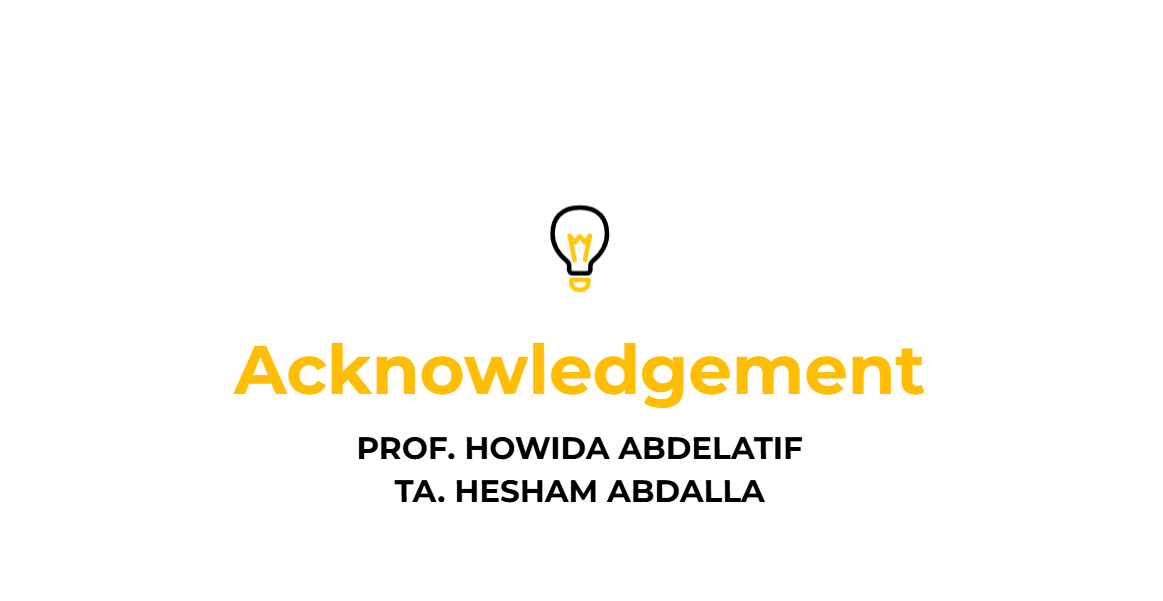 Acknowledgement
PROF. HOWIDA ABDELATIF
TA. HESHAM ABDALLA